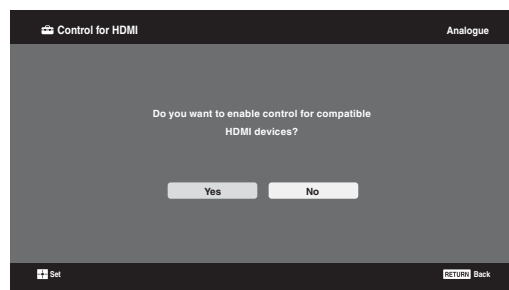 Control for HDMI
Analogue
Do you want to enable control for compatible
HDMI devices?
Yes
No
Set
RETURN Back